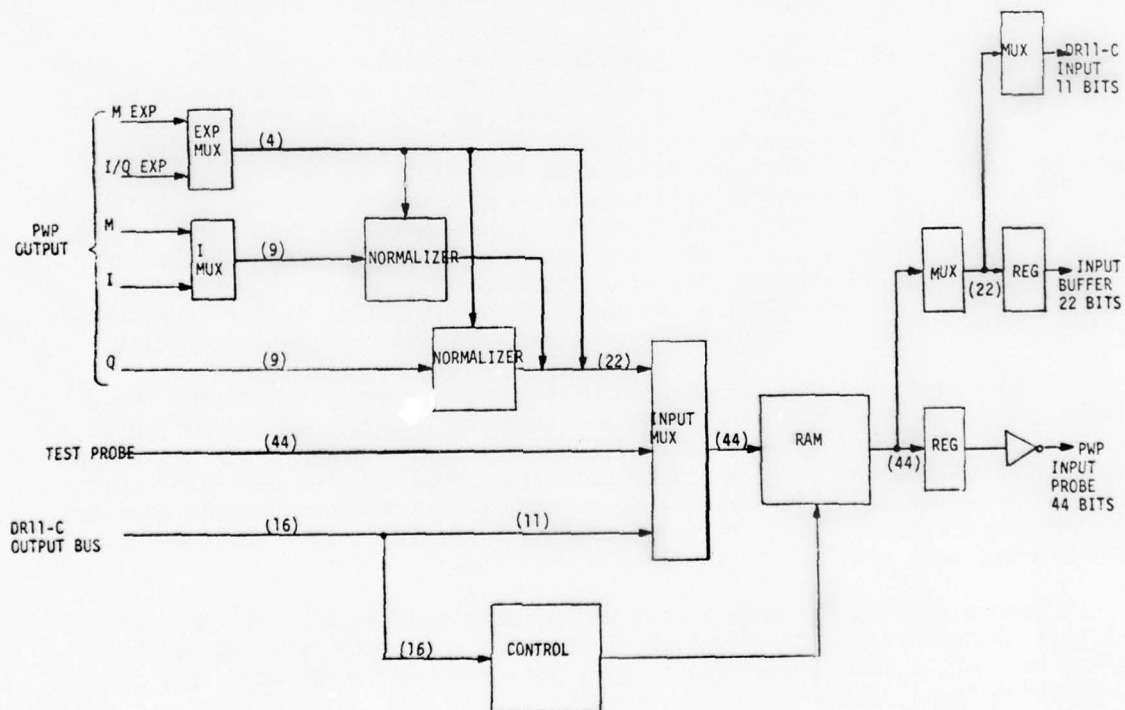 MUX
DR11-C
INPUT
11 BITS
M EXP
EXP
MUX
(4)
I/Q EXP
PWP
OUTPUT
M
I
MUX
(9)
NORMALIZER
I
MUX
(22)
REG
INPUT
BUFFER
22 BITS
Q
(9)
NORMALIZER
(22)
INPUT
MUX
TEST PROBE
(44)
(44)
RAM
(44)
REG
PWP
INPUT
PROBE
44 BITS
DR11-C
OUTPUT BUS
(16)
(11)
(16)
CONTROL